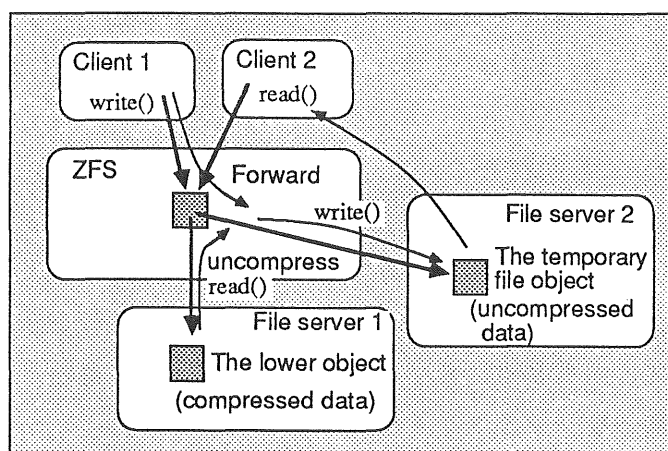 Client 1
write()
Client 2
read()
ZFS
Forward
write()
uncompress
read()
File server 2
The temporary
file object
(uncompressed
data)
File server 1
The lower object
(compressed data)